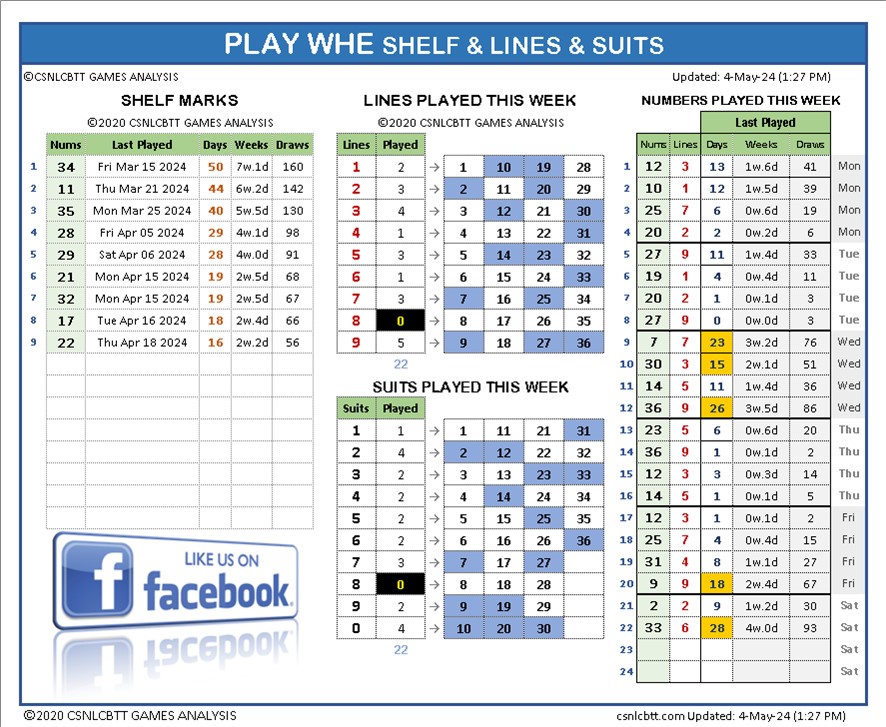 PLAY WHE SHELF & LINES & SUITS
©CSNLCBTT GAMES ANALYSIS
Updated: 4-May-24 (1:27 PM)
SHELF MARKS
©2020 CSNLCBTT GAMES ANALYSIS
Nums Last Played Days Weeks Draws
1 34 Fri Mar 15 2024 50 7w.1d 160
2 11 Thu Mar 21 2024 44 6w.2d 142
3 35 Mon Mar 25 2024 40 5w.5d 130
4 28 Fri Apr 05 2024 29 4w.1d 98
5 29 Sat Apr 06 2024 28 4w.0d 91
6 21 Mon Apr 15 2024 19 2w.5d 68
7 32 Mon Apr 15 2024 19 2w.5d 67
8 17 Tue Apr 16 2024 18 2w.4d 66
9 22 Thu Apr 18 2024 16 2w.2d 56
LIKE US ON
f facebook
LINES PLAYED THIS WEEK
©2020 CSNLCBTT GAMES ANALYSIS
Lines Played
1 2 → 1 10 19 28
2 3 → 2 11 20 29
3 4 → 3 12 21 30
4 1 → 4 13 22 31
5 3 → 5 14 23 32
6 1 → 6 15 24 33
7 3 → 7 16 25 34
8 0 → 8 17 26 35
9 5 → 9 18 27 36
22
SUITS PLAYED THIS WEEK
Suits Played
1 1 → 1 11 21 31
2 4 → 2 12 22 32
3 2 → 3 13 23 33
4 2 → 4 14 24 34
5 2 → 5 15 25 35
6 2 → 6 16 26 36
7 3 → 7 17 27
8 0 → 8 18 28
9 2 → 9 19 29
0 4 → 10 20 30
22
NUMBERS PLAYED THIS WEEK
Last Played
Nums Lines Days Weeks Draws
1 12 3 13 1w.6d 41 Mon
2 10 1 12 1w.5d 39 Mon
3 25 7 6 0w.6d 19 Mon
4 20 2 2 0w.2d 6 Mon
5 27 9 11 1w.4d 33 Tue
6 19 1 4 0w.4d 11 Tue
7 20 2 1 0w.1d 3 Tue
8 27 9 0 0w.0d 3 Tue
9 7 7 23 3w.2d 76 Wed
10 30 3 15 2w.1d 51 Wed
11 14 5 11 1w.4d 36 Wed
12 36 9 26 3w.5d 86 Wed
13 23 5 6 0w.6d 20 Thu
14 36 9 1 0w.1d 2 Thu
15 12 3 3 0w.3d 14 Thu
16 14 5 1 0w.1d 5 Thu
17 12 3 1 0w.1d 2 Fri
18 25 7 4 0w.4d 15 Fri
19 31 4 8 1w.1d 27 Fri
20 9 9 18 2w.4d 67 Fri
21 2 2 9 1w.2d 30 Sat
22 33 6 28 4w.0d 93 Sat
23 Sat
24 Sat
©2020 CSNLCBTT GAMES ANALYSIS
csnlcbtt.com Updated: 4-May-24 (1:27 PM)